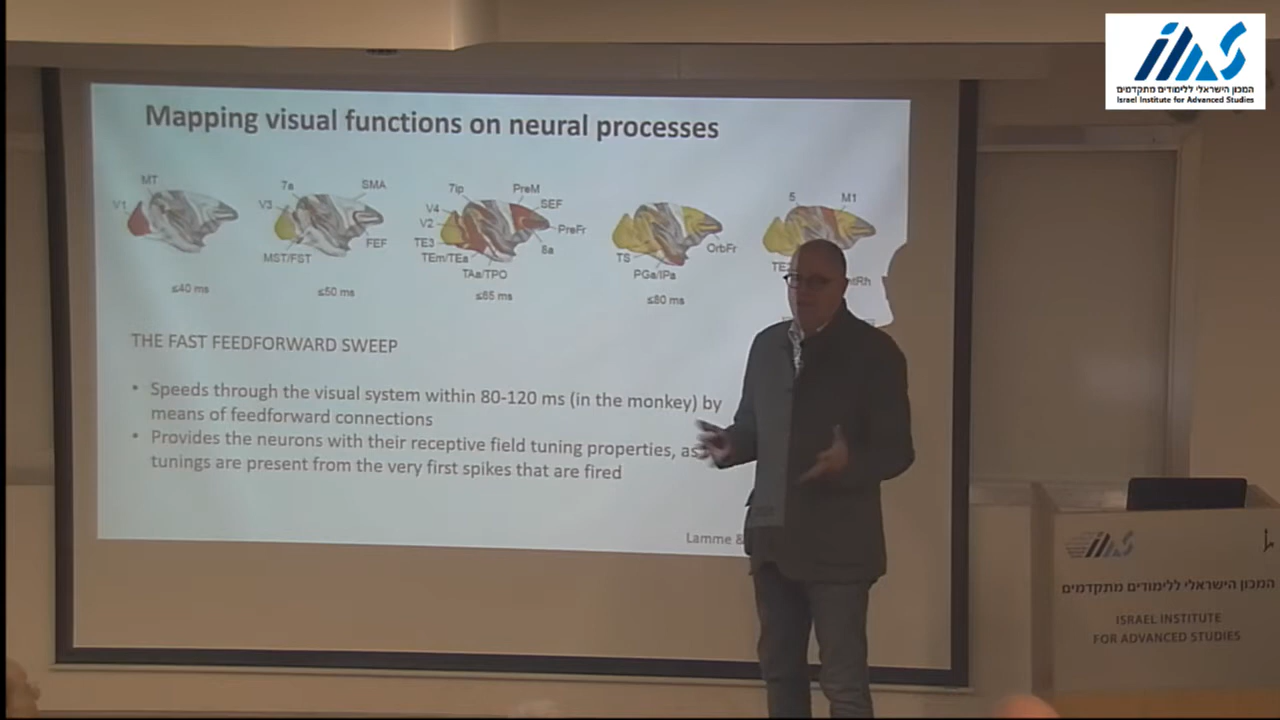 IIAS
המכון הישראלי ללימודים מתקדמים
Israel Institute for Advanced Studies
Mapping visual functions on neural processes
MT
V1
≤40 ms
7a
SMA
V3
FEF
MST/FST
≤50 ms
7ip
PreM
V4
SEF
V2
PreFr
TE3
8a
TEm/TEa
TAa/TPO
≤65 ms
TS
OrbFr
PGa/IPa
≤80 ms
5
M1
THE FAST FEEDFORWARD SWEEP
• Speeds through the visual system within 80-120 ms (in the monkey) by
means of feedforward connections
• Provides the neurons with their receptive field tuning properties, as
tunings are present from the very first spikes that are fired
Lamme &
המכון הישראלי ללימודים מתקדמים
ISRAEL INSTITUTE
FOR ADVANCED STUDIES